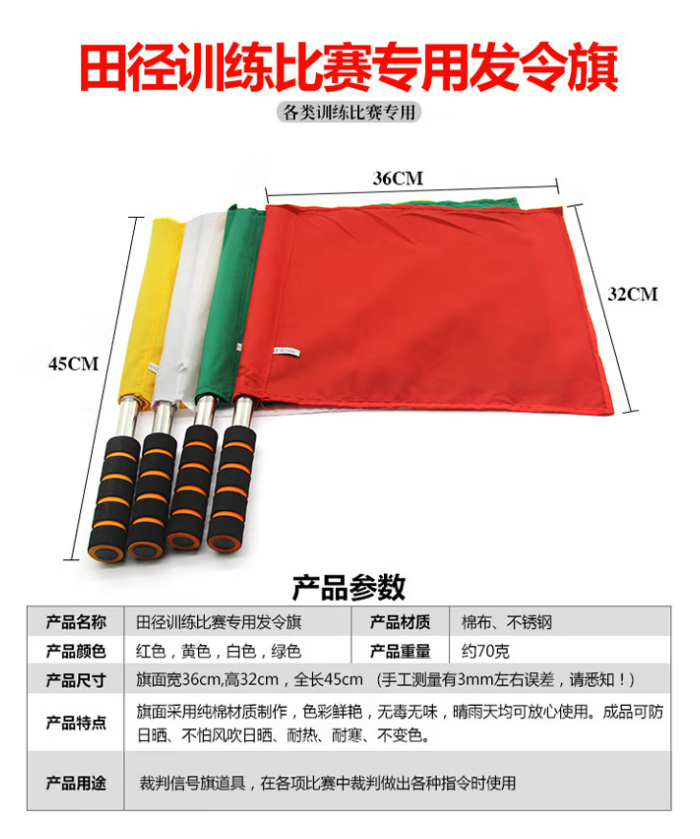 田径训练比赛专用发令旗
各类训练比赛专用
36CM
32CM
45CM
产品参数
产品名称 田径训练比赛专用发令旗 产品材质 棉布、不锈钢
产品颜色 红色，黄色，白色，绿色 产品重量 约70克
产品尺寸 旗面宽36cm,高32cm，全长45cm （手工测量有3mm左右误差，请悉知！)
产品特点 旗面采用纯棉材质制作，色彩鲜艳，无毒无味，晴雨天均可放心使用。成品可防
日晒、不怕风吹日晒、耐热、耐寒、不变色。
产品用途 裁判信号旗道具，在各项比赛中裁判做出各种指令时使用